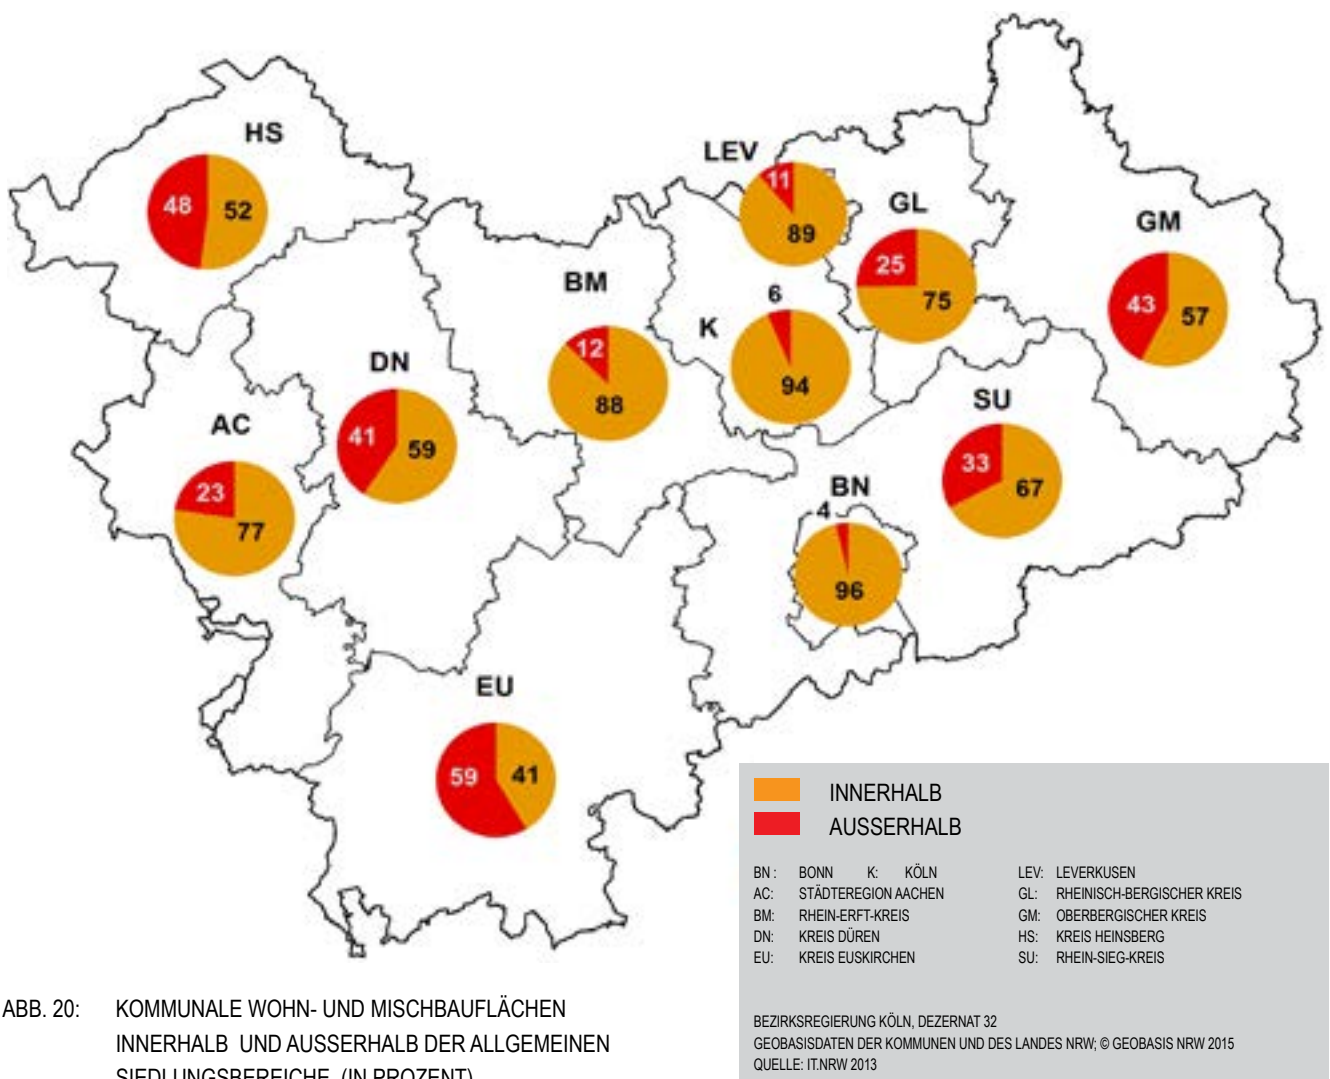 HS
48 52
LEV
11
89
GL
25
75
GM
43
57
BM
12
88
6
K
94
DN
41
59
AC
23
77
SU
33
67
BN
4
96
EU
59 41
INNERHALB
AUSSERHALB
BN : BONN K: KÖLN LEV: LEVERKUSEN
AC: STÄDTEREGION AACHEN GL: RHEINISCH-BERGISCHER KREIS
BM: RHEIN-ERFT-KREIS GM: OBERBERGISCHER KREIS
DN: KREIS DÜREN HS: KREIS HEINSBERG
EU: KREIS EUSKIRCHEN SU: RHEIN-SIEG-KREIS
BEZIRKSREGIERUNG KÖLN, DEZERNAT 32
GEOBASISDATEN DER KOMMUNEN UND DES LANDES NRW; © GEOBASIS NRW 2015
QUELLE: IT.NRW 2013
ABB. 20: KOMMUNALE WOHN- UND MISCHBAUFLÄCHEN
INNERHALB UND AUSSERHALB DER ALLGEMEINEN
SIEDLUNGSBEREICHE (IN PROZENT)